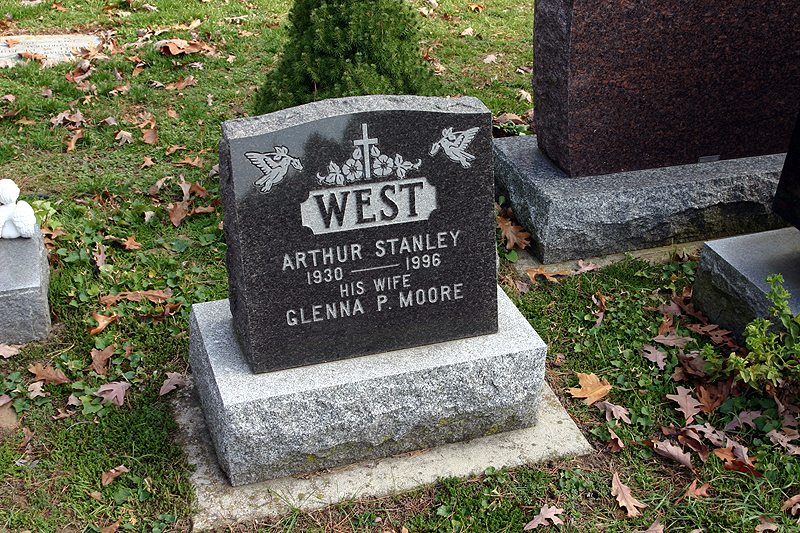 WEST
ARTHUR STANLEY
1930 — 1996
HIS WIFE
GLENNA P. MOORE